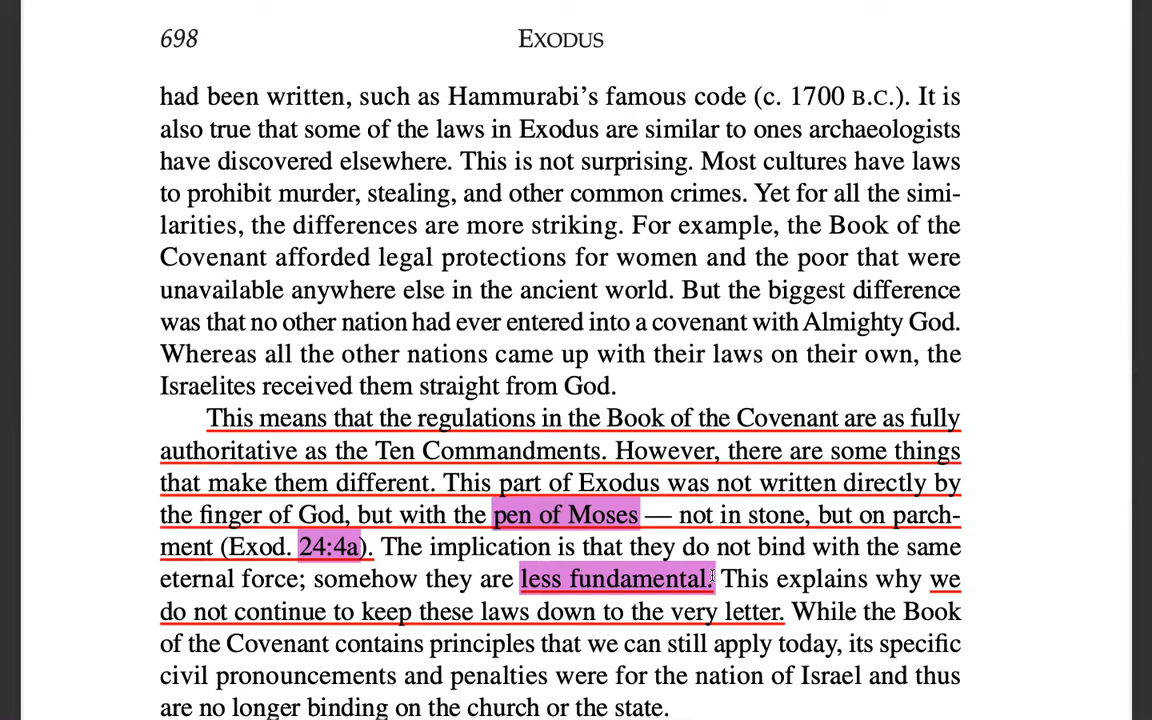 698 EXODUS
had been written, such as Hammurabi’s famous code (c. 1700 B.C.). It is
also true that some of the laws in Exodus are similar to ones archaeologists
have discovered elsewhere. This is not surprising. Most cultures have laws
to prohibit murder, stealing, and other common crimes. Yet for all the simi-
larities, the differences are more striking. For example, the Book of the
Covenant afforded legal protections for women and the poor that were
unavailable anywhere else in the ancient world. But the biggest difference
was that no other nation had ever entered into a covenant with Almighty God.
Whereas all the other nations came up with their laws on their own, the
Israelites received them straight from God.
This means that the regulations in the Book of the Covenant are as fully
authoritative as the Ten Commandments. However, there are some things
that make them different. This part of Exodus was not written directly by
the finger of God, but with the pen of Moses — not in stone, but on parch-
ment (Exod. 24:4a). The implication is that they do not bind with the same
eternal force; somehow they are less fundamental. This explains why we
do not continue to keep these laws down to the very letter. While the Book
of the Covenant contains principles that we can still apply today, its specific
civil pronouncements and penalties were for the nation of Israel and thus
are no longer binding on the church or the state.